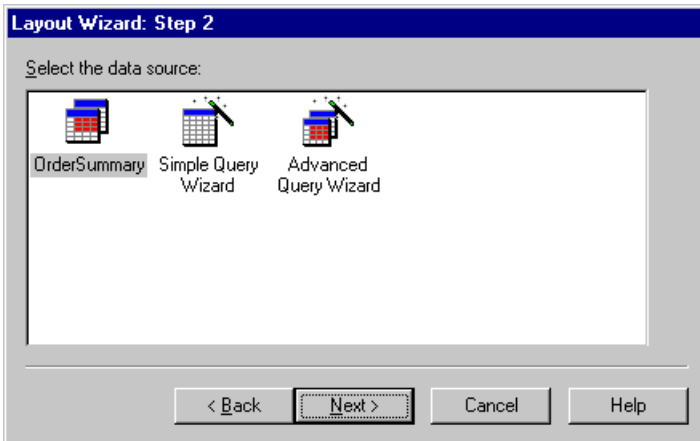 Layout Wizard: Step 2
Select the data source:
OrderSummary
Simple Query
Wizard
Advanced
Query Wizard
< Back
Next >
Cancel
Help